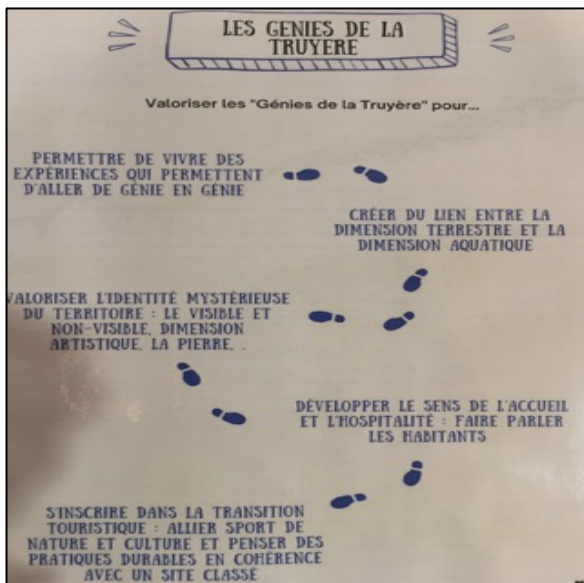 LES GENIES DE LA
TRUYERE
Valoriser les "Génies de la Truyère" pour...
PERMETTRE DE VIVRE DES
EXPÉRIENCES QUI PERMETTENT
D'ALLER DE GÉNIE EN GÉNIE
CRÉER DU LIEN ENTRE LA
DIMENSION TERRESTRE ET LA
DIMENSION AQUATIQUE
VALORISER L'IDENTITÉ MYSTÉRIEUSE
DU TERRITOIRE : LE VISIBLE ET
NON-VISIBLE, DIMENSION
ARTISTIQUE, LA PIERRE, .
DÉVELOPPER LE SENS DE L'ACCUEIL
ET L'HOSPITALITÉ : FAIRE PARLER
LES HABITANTS
S'INSCRIRE DANS LA TRANSITION
TOURISTIQUE : ALLIER SPORT DE
NATURE ET CULTURE ET PENSER DES
PRATIQUES DURABLES EN COHÉRENCE
AVEC UN SITE CLASSÉ